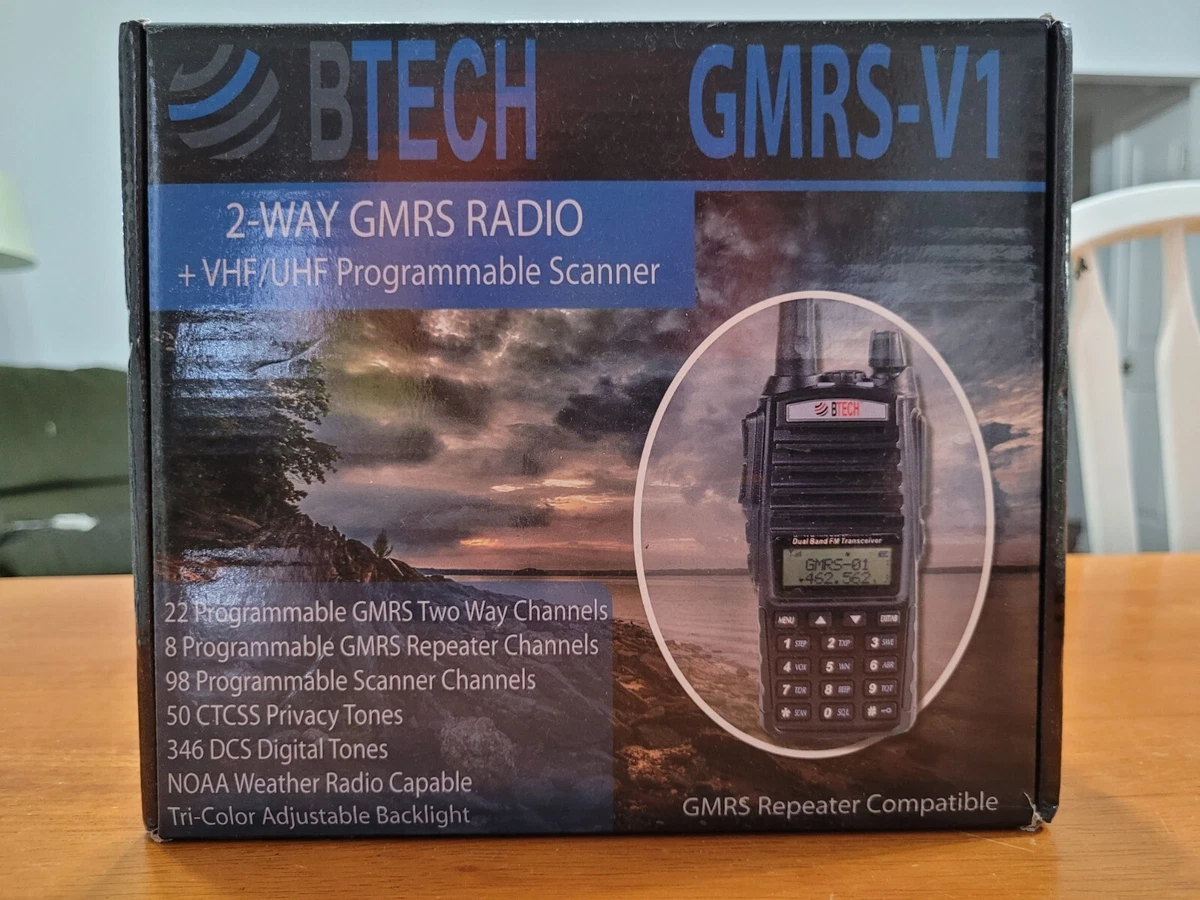 BTECH GMRS-V1
2-WAY GMRS RADIO
+ VHF/UHF Programmable Scanner
BTECH
Dual Band FM Transceiver
GMRS-01
462.562
MENU ▲ ▼
1 STEP 2 TXP 3 SAVE
4 VOX 5 WN 6 ABR
7 TDR 8 BEEP 9 TOT
* SCAN 0 SQL #
22 Programmable GMRS Two Way Channels
8 Programmable GMRS Repeater Channels
98 Programmable Scanner Channels
50 CTCSS Privacy Tones
346 DCS Digital Tones
NOAA Weather Radio Capable
Tri-Color Adjustable Backlight
GMRS Repeater Compatible